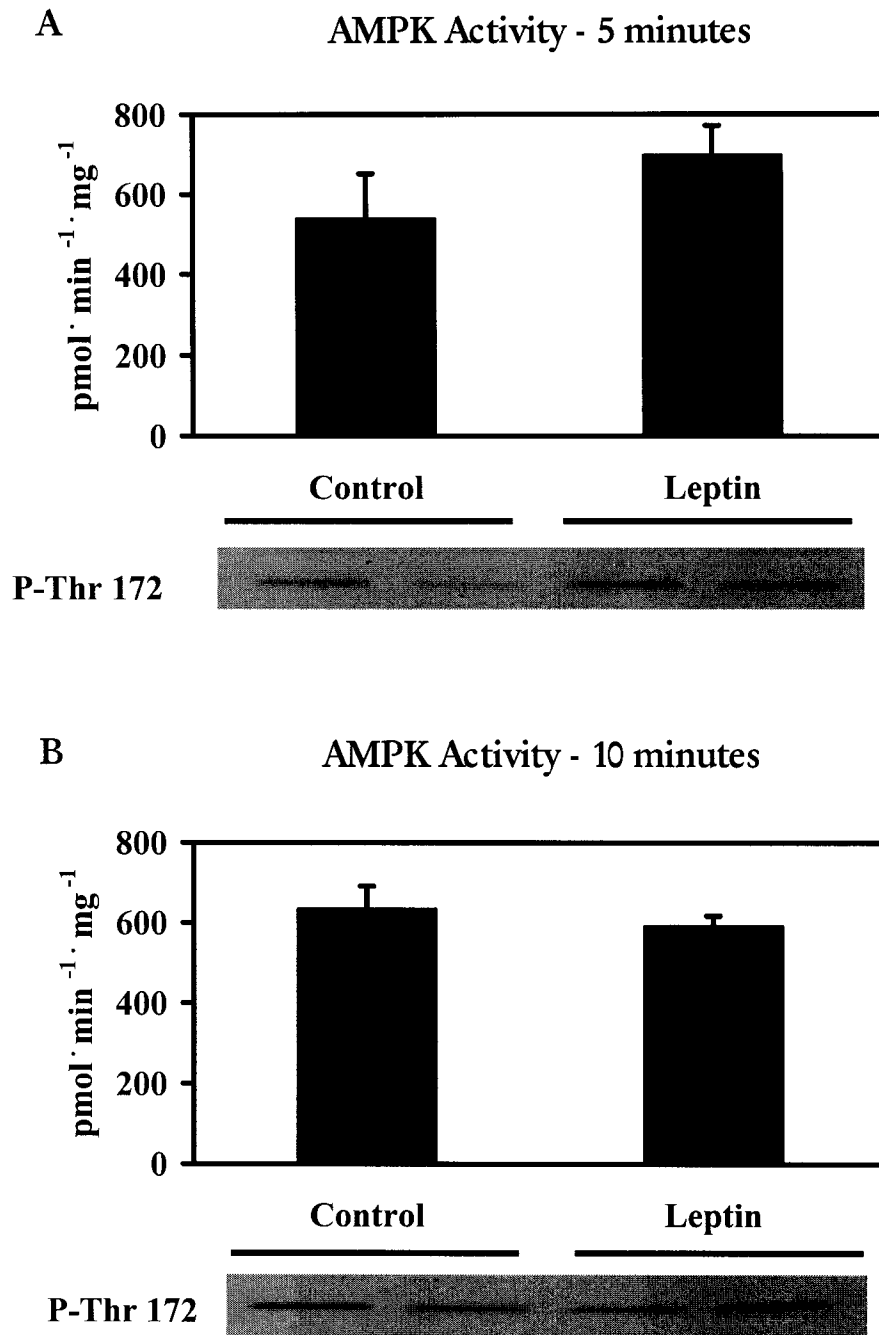 A
AMPK Activity - 5 minutes
pmol· min ⁻¹· mg⁻¹
800
600
400
200
0
Control Leptin
P-Thr 172
B
AMPK Activity - 10 minutes
pmol· min ⁻¹· mg⁻¹
800
600
400
200
0
Control Leptin
P-Thr 172